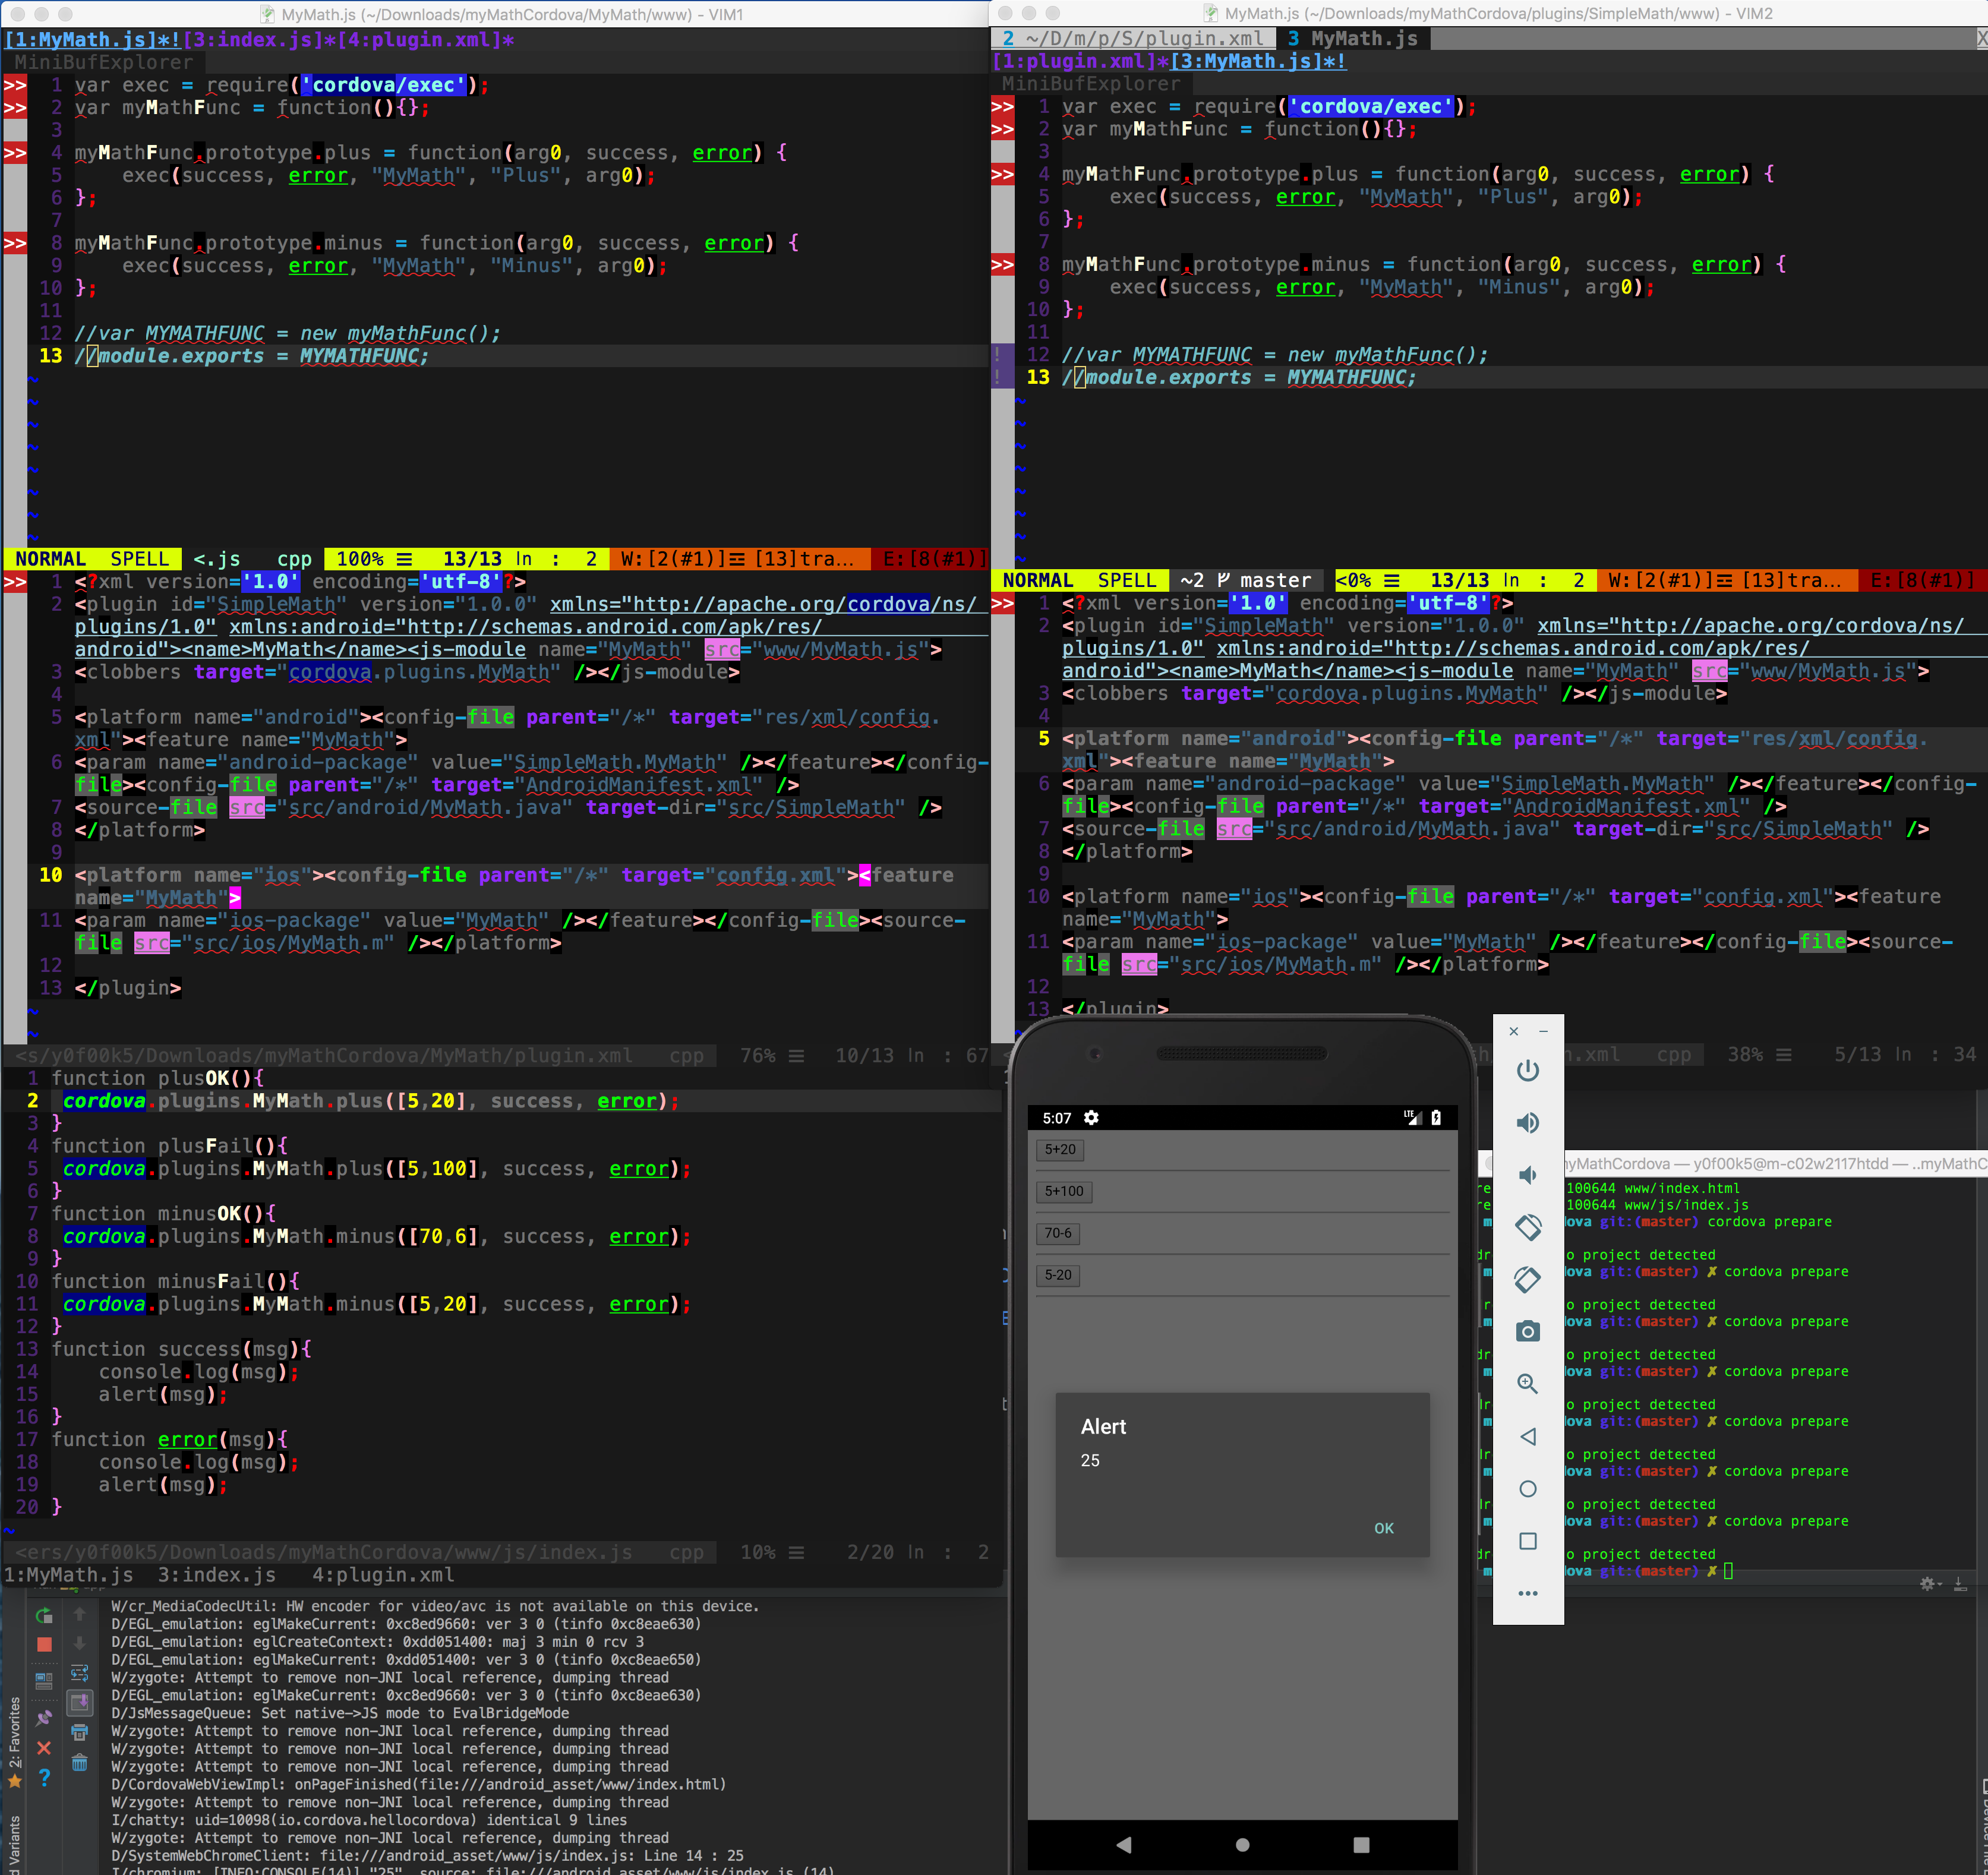 MyMath.js (~/Downloads/myMathCordova/MyMath/www) - VIM1
[1:MyMath.js]*![3:index.js]*[4:plugin.xml]*
MiniBufExplorer
>> 1 var exec = require('cordova/exec');
>> 2 var myMathFunc = function(){};
3
>> 4 myMathFunc.prototype.plus = function(arg0, success, error) {
5 exec(success, error, "MyMath", "Plus", arg0);
6 };
7
>> 8 myMathFunc.prototype.minus = function(arg0, success, error) {
9 exec(success, error, "MyMath", "Minus", arg0);
10 };
11
12 //var MYMATHFUNC = new myMathFunc();
13 //module.exports = MYMATHFUNC;
~
~
~
~
~
~
~
~
NORMAL SPELL <.js cpp 100% ☰ 13/13 ln : 2 W:[2(#1)]☲ [13]tra... E:[8(#1)]
>> 1 <?xml version='1.0' encoding='utf-8'?>
2 <plugin id="SimpleMath" version="1.0.0" xmlns="http://apache.org/cordova/ns/
plugins/1.0" xmlns:android="http://schemas.android.com/apk/res/
android"><name>MyMath</name><js-module name="MyMath" src="www/MyMath.js">
3 <clobbers target="cordova.plugins.MyMath" /></js-module>
4
5 <platform name="android"><config-file parent="/*" target="res/xml/config.
xml"><feature name="MyMath">
6 <param name="android-package" value="SimpleMath.MyMath" /></feature></config-
file><config-file parent="/*" target="AndroidManifest.xml" />
7 <source-file src="src/android/MyMath.java" target-dir="src/SimpleMath" />
8 </platform>
9
10 <platform name="ios"><config-file parent="/*" target="config.xml"><feature
name="MyMath">
11 <param name="ios-package" value="MyMath" /></feature></config-file><source-
file src="src/ios/MyMath.m" /></platform>
12
13 </plugin>
~
~
<s/y0f00k5/Downloads/myMathCordova/MyMath/plugin.xml cpp 76% ☰ 10/13 ln : 67
1 function plusOK(){
2 cordova.plugins.MyMath.plus([5,20], success, error);
3 }
4 function plusFail(){
5 cordova.plugins.MyMath.plus([5,100], success, error);
6 }
7 function minusOK(){
8 cordova.plugins.MyMath.minus([70,6], success, error);
9 }
10 function minusFail(){
11 cordova.plugins.MyMath.minus([5,20], success, error);
12 }
13 function success(msg){
14 console.log(msg);
15 alert(msg);
16 }
17 function error(msg){
18 console.log(msg);
19 alert(msg);
20 }
~
<ers/y0f00k5/Downloads/myMathCordova/www/js/index.js cpp 10% ☰ 2/20 ln : 2
1:MyMath.js 3:index.js 4:plugin.xml
MyMath.js (~/Downloads/myMathCordova/plugins/SimpleMath/www) - VIM2
2 ~/D/m/p/S/plugin.xml 3 MyMath.js X
[1:plugin.xml]*[3:MyMath.js]*!
MiniBufExplorer
>> 1 var exec = require('cordova/exec');
>> 2 var myMathFunc = function(){};
3
>> 4 myMathFunc.prototype.plus = function(arg0, success, error) {
5 exec(success, error, "MyMath", "Plus", arg0);
6 };
7
>> 8 myMathFunc.prototype.minus = function(arg0, success, error) {
9 exec(success, error, "MyMath", "Minus", arg0);
10 };
11
! 12 //var MYMATHFUNC = new myMathFunc();
! 13 //module.exports = MYMATHFUNC;
~
~
~
~
~
~
~
~
NORMAL SPELL ~2 master <0% ☰ 13/13 ln : 2 W:[2(#1)]☲ [13]tra... E:[8(#1)]
>> 1 <?xml version='1.0' encoding='utf-8'?>
2 <plugin id="SimpleMath" version="1.0.0" xmlns="http://apache.org/cordova/ns/
plugins/1.0" xmlns:android="http://schemas.android.com/apk/res/
android"><name>MyMath</name><js-module name="MyMath" src="www/MyMath.js">
3 <clobbers target="cordova.plugins.MyMath" /></js-module>
4
5 <platform name="android"><config-file parent="/*" target="res/xml/config.
xml"><feature name="MyMath">
6 <param name="android-package" value="SimpleMath.MyMath" /></feature></config-
file><config-file parent="/*" target="AndroidManifest.xml" />
7 <source-file src="src/android/MyMath.java" target-dir="src/SimpleMath" />
8 </platform>
9
10 <platform name="ios"><config-file parent="/*" target="config.xml"><feature
name="MyMath">
11 <param name="ios-package" value="MyMath" /></feature></config-file><source-
file src="src/ios/MyMath.m" /></platform>
12
13 </plugin>
n.xml cpp 38% ☰ 5/13 ln : 34
5:07 LTE
5+20
5+100
70-6
5-20
Alert
25
OK
myMathCordova — y0f00k5@m-c02w2117htdd — ..myMathC
100644 www/index.html
100644 www/js/index.js
dova git:(master) cordova prepare
o project detected
ova git:(master) ✗ cordova prepare
o project detected
ova git:(master) ✗ cordova prepare
o project detected
ova git:(master) ✗ cordova prepare
o project detected
ova git:(master) ✗ cordova prepare
o project detected
ova git:(master) ✗ cordova prepare
o project detected
ova git:(master) ✗ cordova prepare
o project detected
ova git:(master) ✗
2: Favorites
Variants
W/cr_MediaCodecUtil: HW encoder for video/avc is not available on this device.
D/EGL_emulation: eglMakeCurrent: 0xc8ed9660: ver 3 0 (tinfo 0xc8eae630)
D/EGL_emulation: eglCreateContext: 0xdd051400: maj 3 min 0 rcv 3
D/EGL_emulation: eglMakeCurrent: 0xdd051400: ver 3 0 (tinfo 0xc8eae650)
W/zygote: Attempt to remove non-JNI local reference, dumping thread
D/EGL_emulation: eglMakeCurrent: 0xc8ed9660: ver 3 0 (tinfo 0xc8eae630)
D/JsMessageQueue: Set native->JS mode to EvalBridgeMode
W/zygote: Attempt to remove non-JNI local reference, dumping thread
W/zygote: Attempt to remove non-JNI local reference, dumping thread
W/zygote: Attempt to remove non-JNI local reference, dumping thread
D/CordovaWebViewImpl: onPageFinished(file:///android_asset/www/index.html)
W/zygote: Attempt to remove non-JNI local reference, dumping thread
I/chatty: uid=10098(io.cordova.hellocordova) identical 9 lines
W/zygote: Attempt to remove non-JNI local reference, dumping thread
D/SystemWebChromeClient: file:///android_asset/www/js/index.js: Line 14 : 25
I/chromium: [INFO:CONSOLE(14)] "25", source: file:///android_asset/www/js/index.js (14)